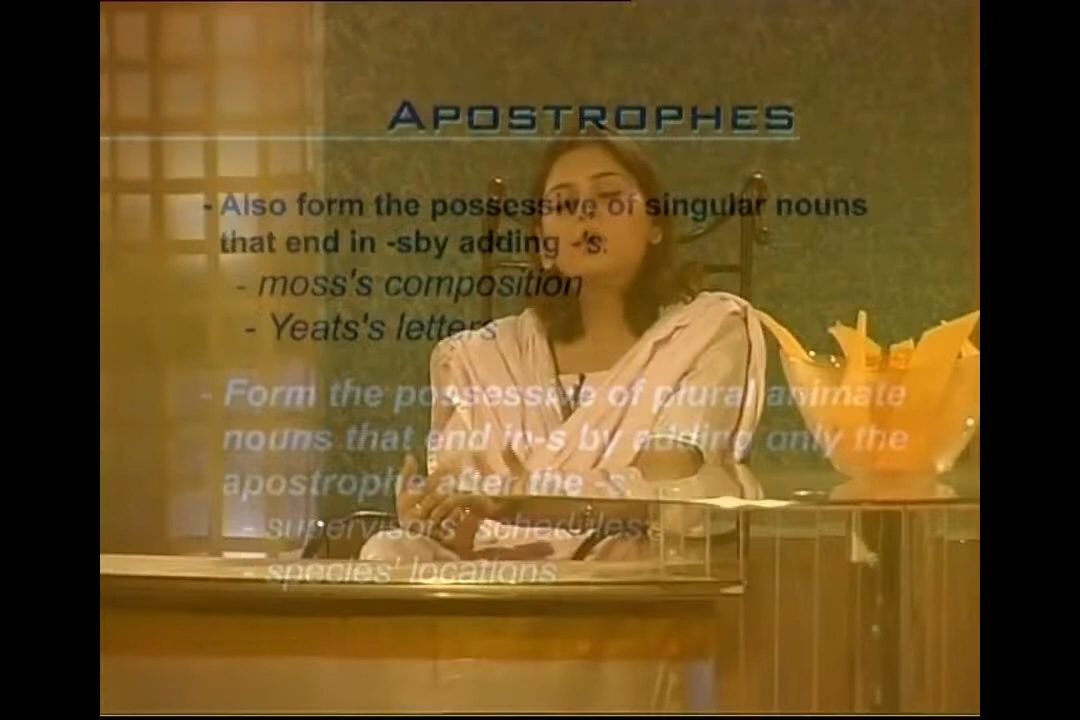 APOSTROPHES
- Also form the possessive of singular nouns
that end in -sby adding -'s:
- moss's composition
- Yeats's letters
- Form the possessive of plural animate
nouns that end in-s by adding only the
apostrophe after the -s:
- supervisors' schedules
- species' locations